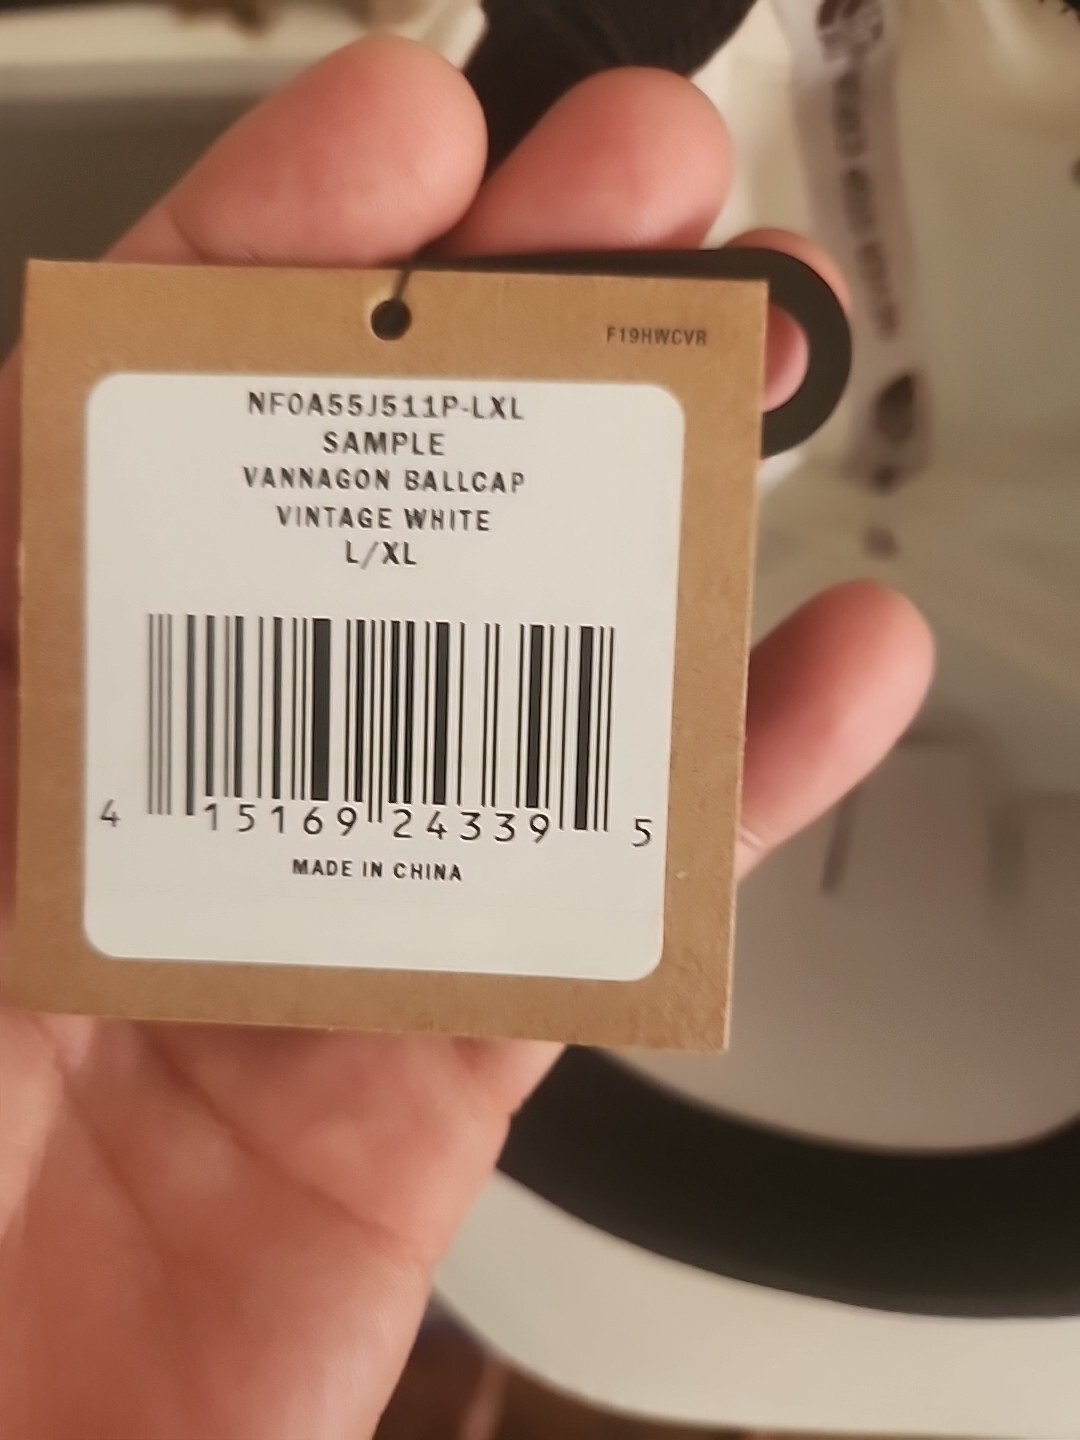 F19HWCVR
NF0A55J511P-LXL
SAMPLE
VANNAGON BALLCAP
VINTAGE WHITE
L/XL
4 15169 24339 5
MADE IN CHINA